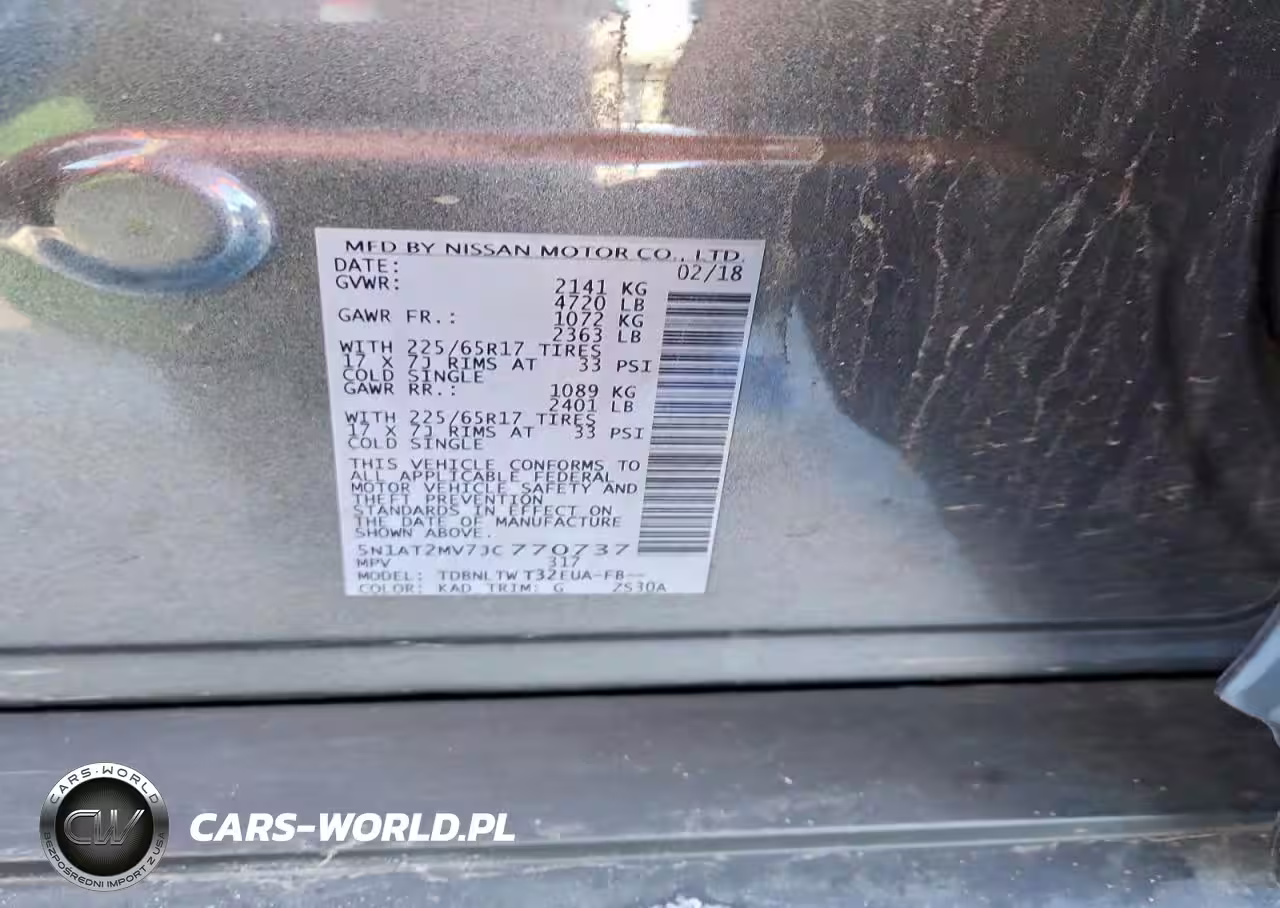 MFD BY NISSAN MOTOR CO., LTD.
DATE: 02/18
GVWR: 2141 KG
4720 LB
GAWR FR.: 1072 KG
2363 LB
WITH 225/65R17 TIRES
17 X 7J RIMS AT 33 PSI
COLD SINGLE
GAWR RR.: 1089 KG
2401 LB
WITH 225/65R17 TIRES
17 X 7J RIMS AT 33 PSI
COLD SINGLE
THIS VEHICLE CONFORMS TO
ALL APPLICABLE FEDERAL
MOTOR VEHICLE SAFETY AND
THEFT PREVENTION
STANDARDS IN EFFECT ON
THE DATE OF MANUFACTURE
SHOWN ABOVE.
5N1AT2MV7JC770737
MPV 317
MODEL: TDBNLTW T32EUA-FB--
COLOR: KAD TRIM: G ZS30A
CARS-WORLD
CW
BEZPOŚREDNI IMPORT Z USA
CARS-WORLD.PL